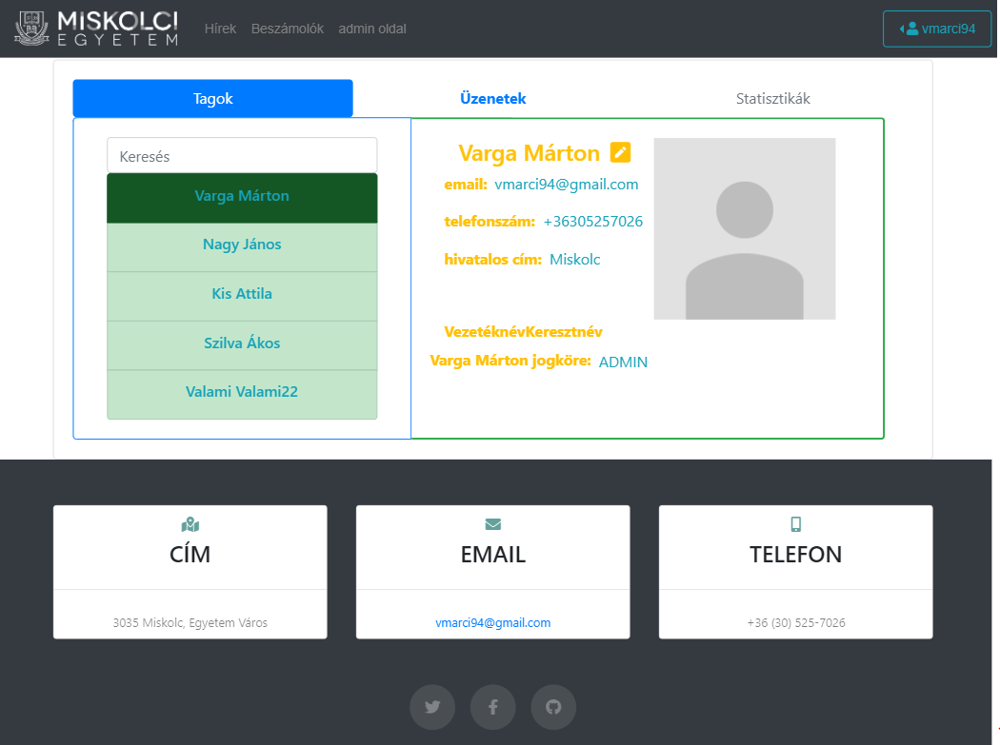 MISKOLCI
EGYETEM
Hírek Beszámolók admin oldal
vmarci94
Tagok Üzenetek Statisztikák
Keresés
Varga Márton
Nagy János
Kis Attila
Szilva Ákos
Valami Valami22
Varga Márton
email: vmarci94@gmail.com
telefonszám: +36305257026
hivatalos cím: Miskolc
VezetéknévKeresztnév
Varga Márton jogköre: ADMIN
CÍM
3035 Miskolc, Egyetem Város
EMAIL
vmarci94@gmail.com
TELEFON
+36 (30) 525-7026